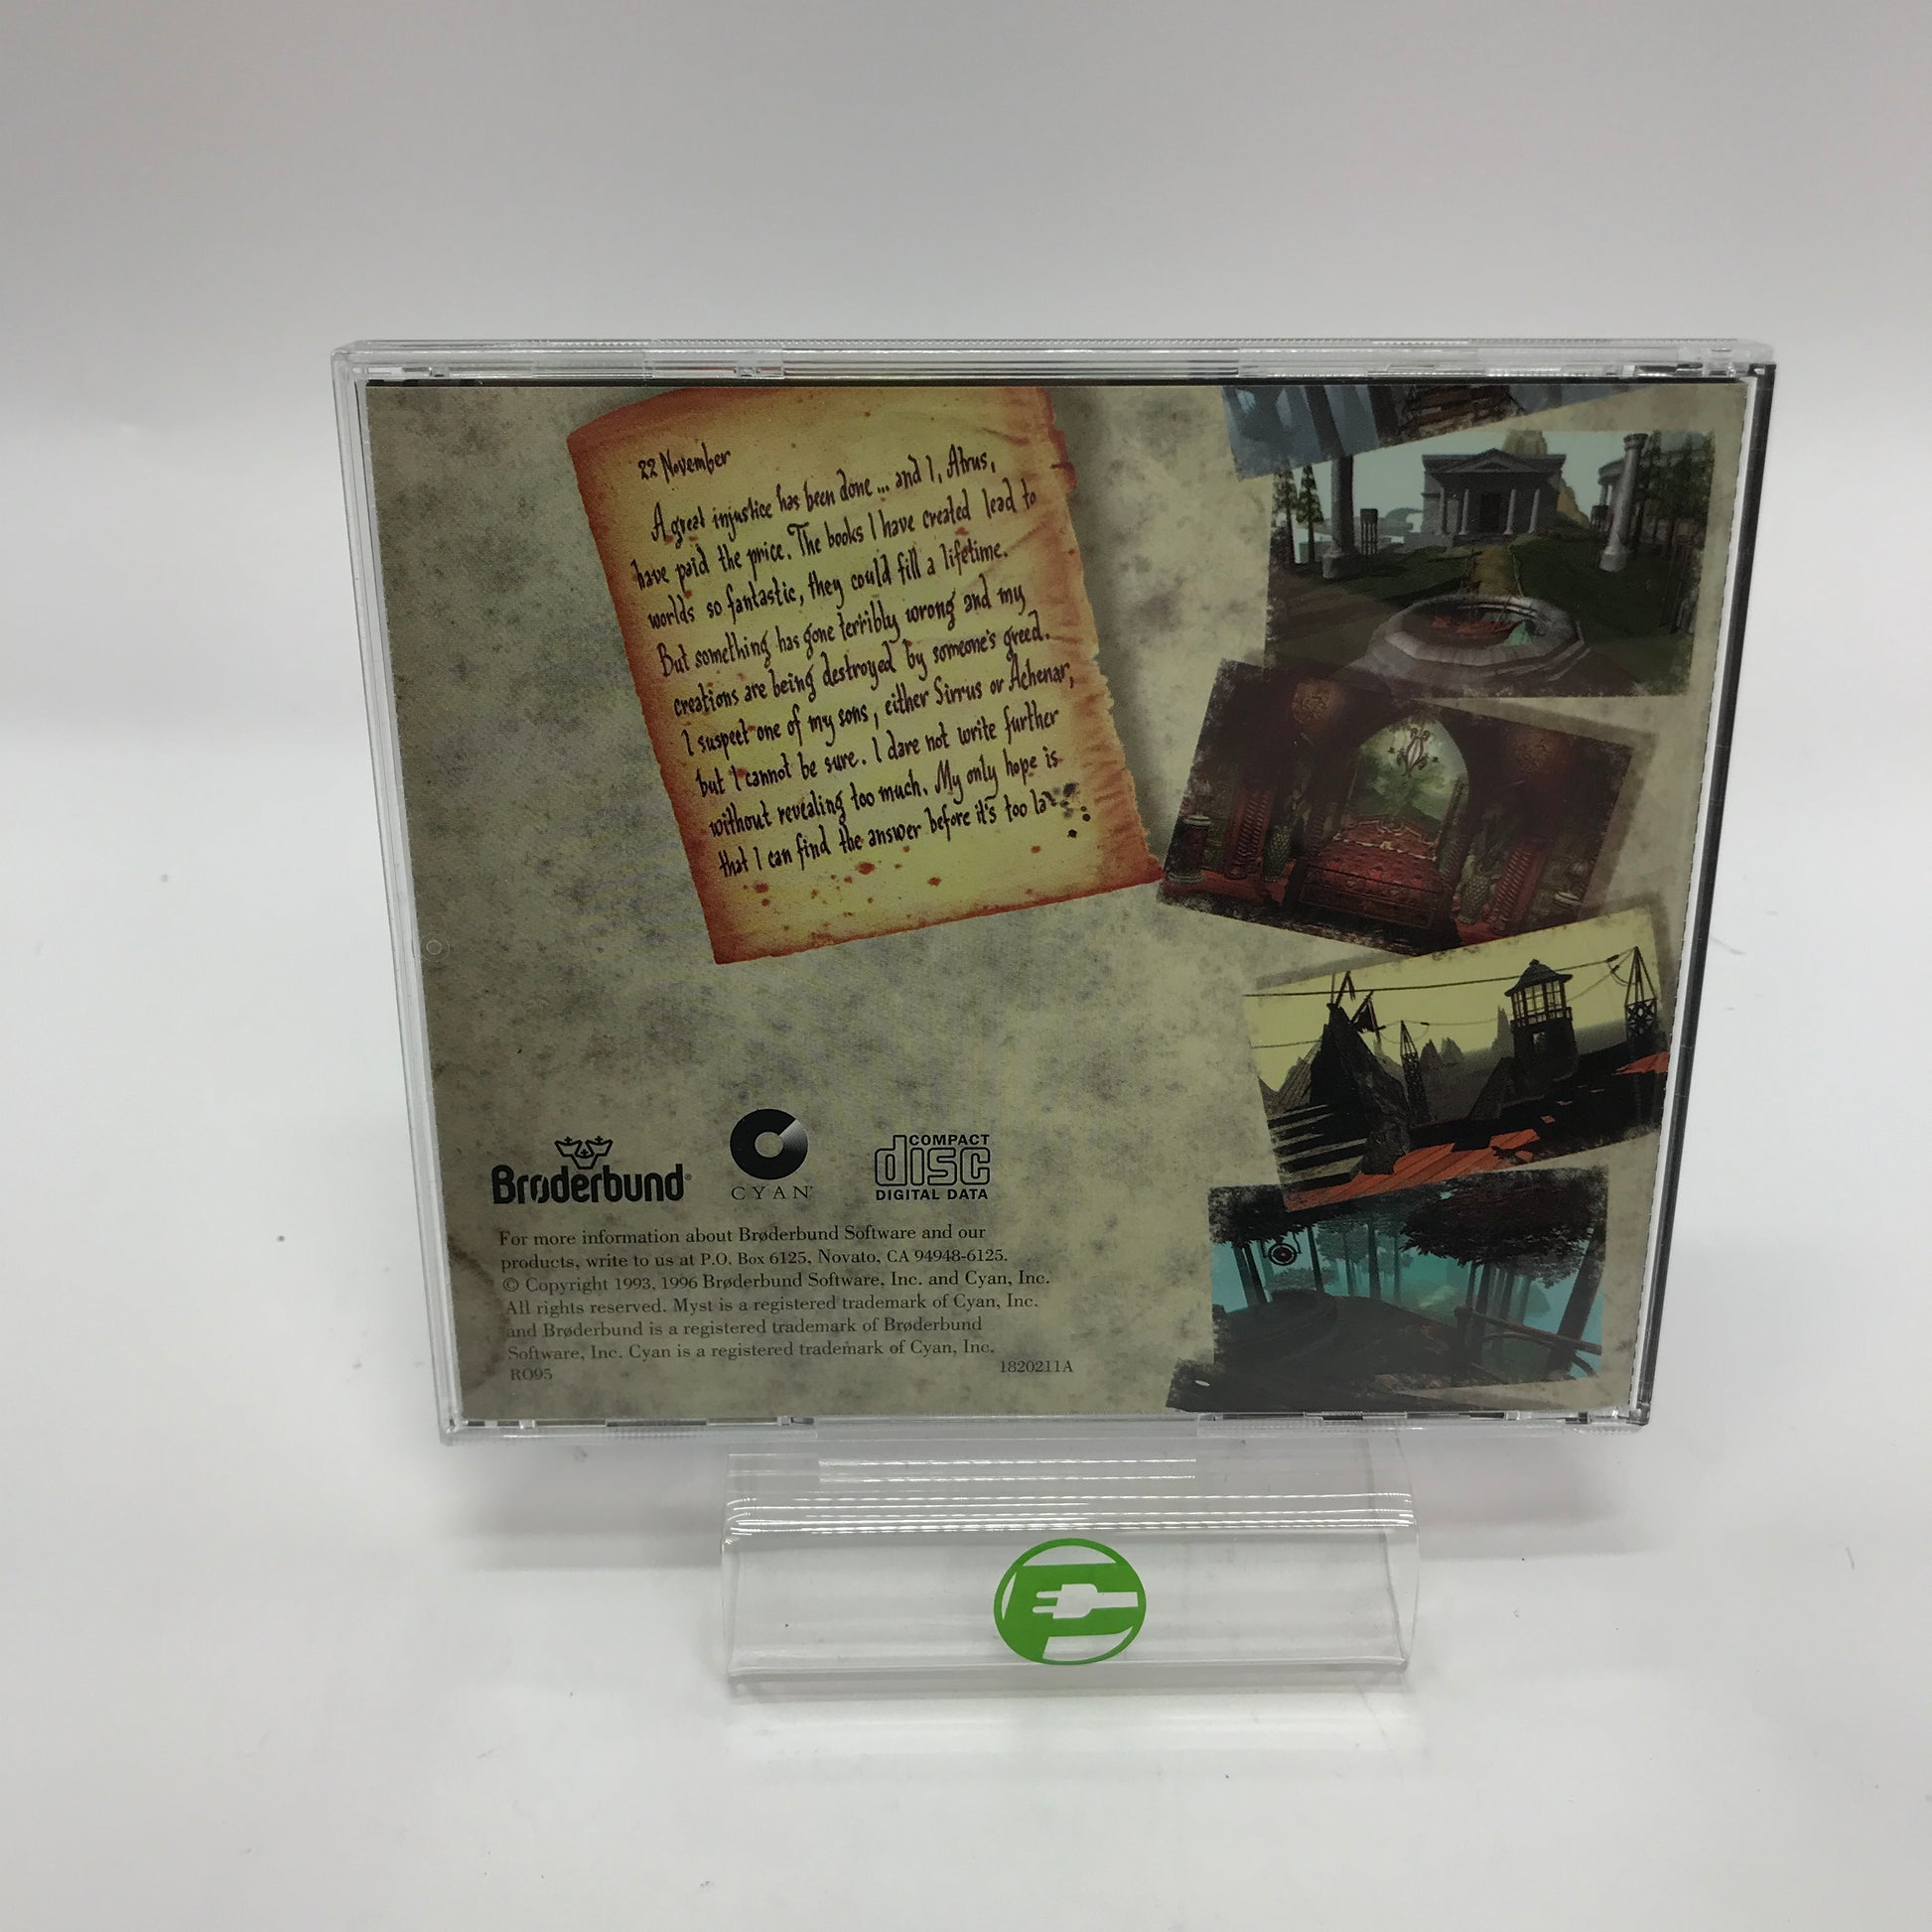 22 November
A great injustice has been done ... and I, Atrus,
have paid the price. The books I have created lead to
worlds so fantastic, they could fill a lifetime.
But something has gone terribly wrong and my
creations are being destroyed by someone's greed.
I suspect one of my sons, either Sirrus or Achenar,
but I cannot be sure. I dare not write further
without revealing too much. My only hope is
that I can find the answer before it's too la
Brøderbund®
CYAN
COMPACT
disc
DIGITAL DATA
For more information about Brøderbund Software and our
products, write to us at P.O. Box 6125, Novato, CA 94948-6125.
© Copyright 1993, 1996 Brøderbund Software, Inc. and Cyan, Inc.
All rights reserved. Myst is a registered trademark of Cyan, Inc.
and Brøderbund is a registered trademark of Brøderbund
Software, Inc. Cyan is a registered trademark of Cyan, Inc.
RO95
1820211A